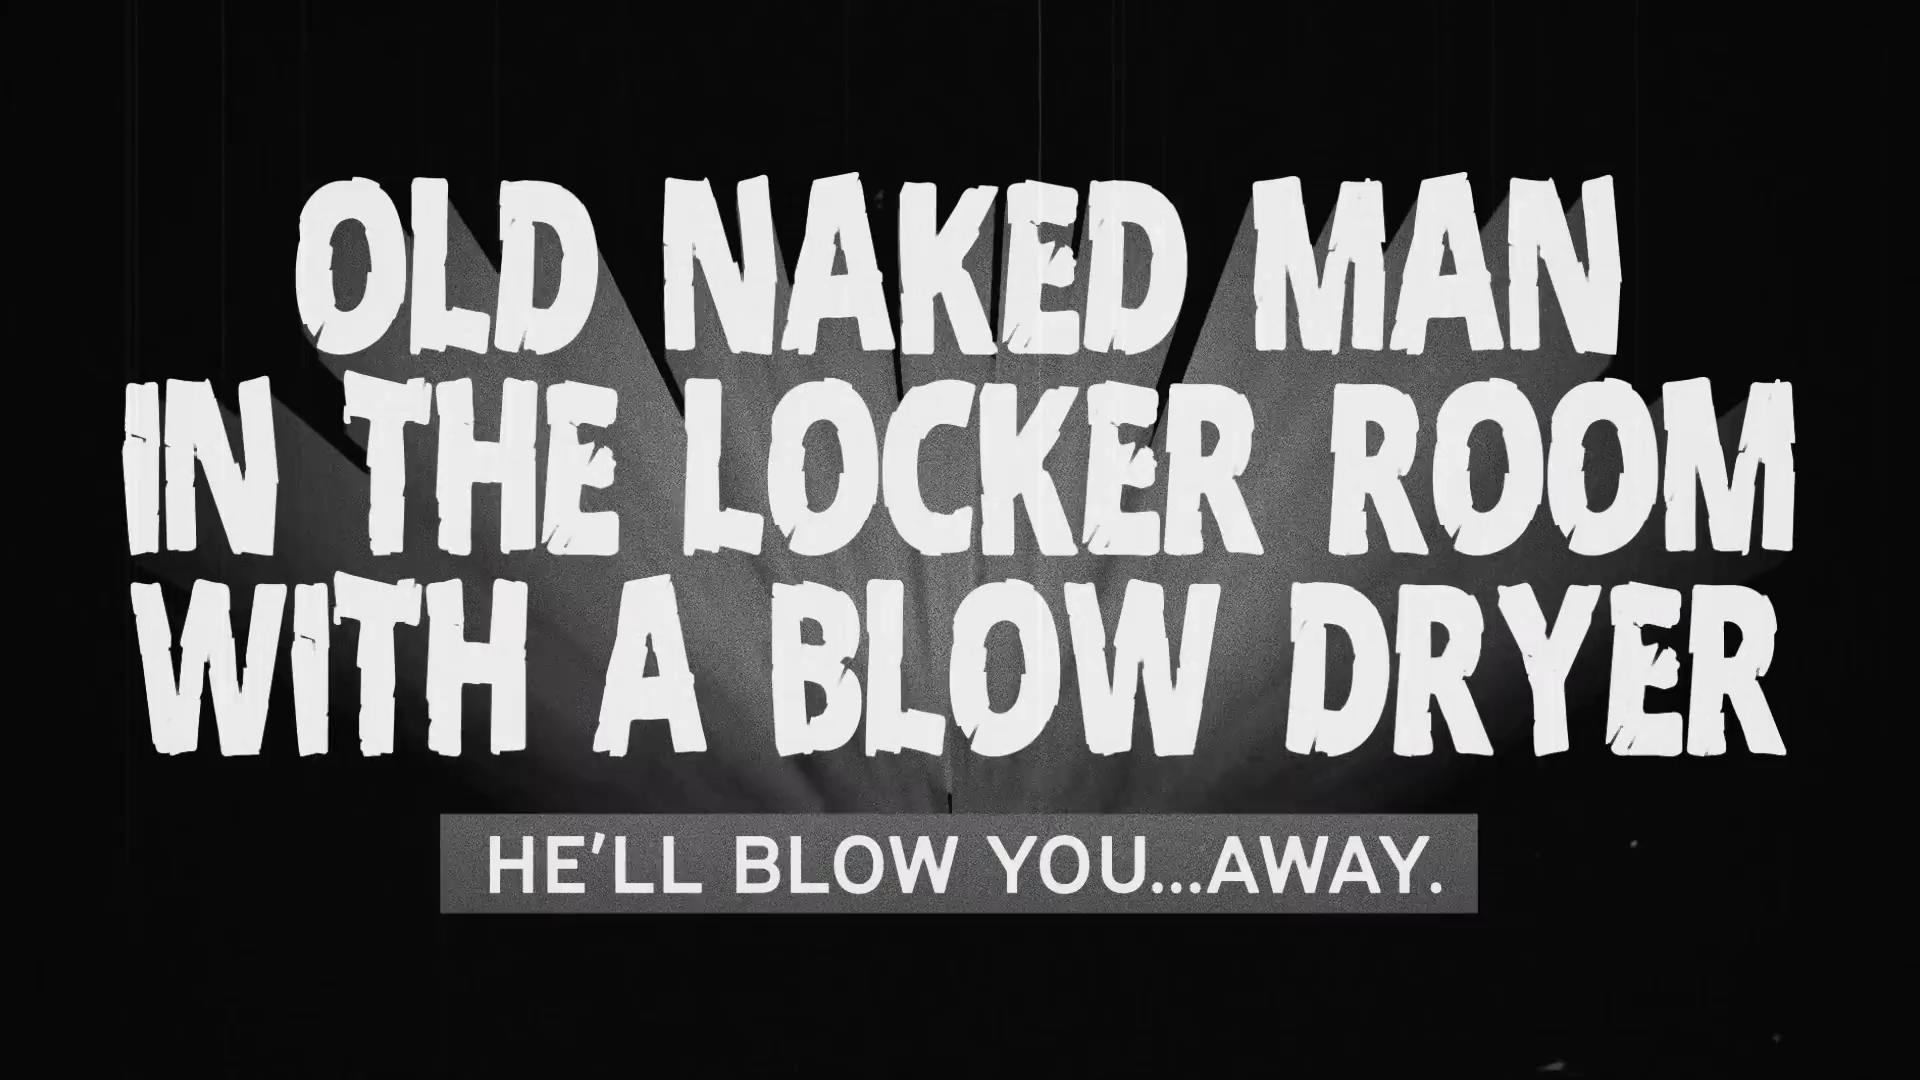 OLD NAKED MAN
IN THE LOCKER ROOM
WITH A BLOW DRYER
HE'LL BLOW YOU...AWAY.